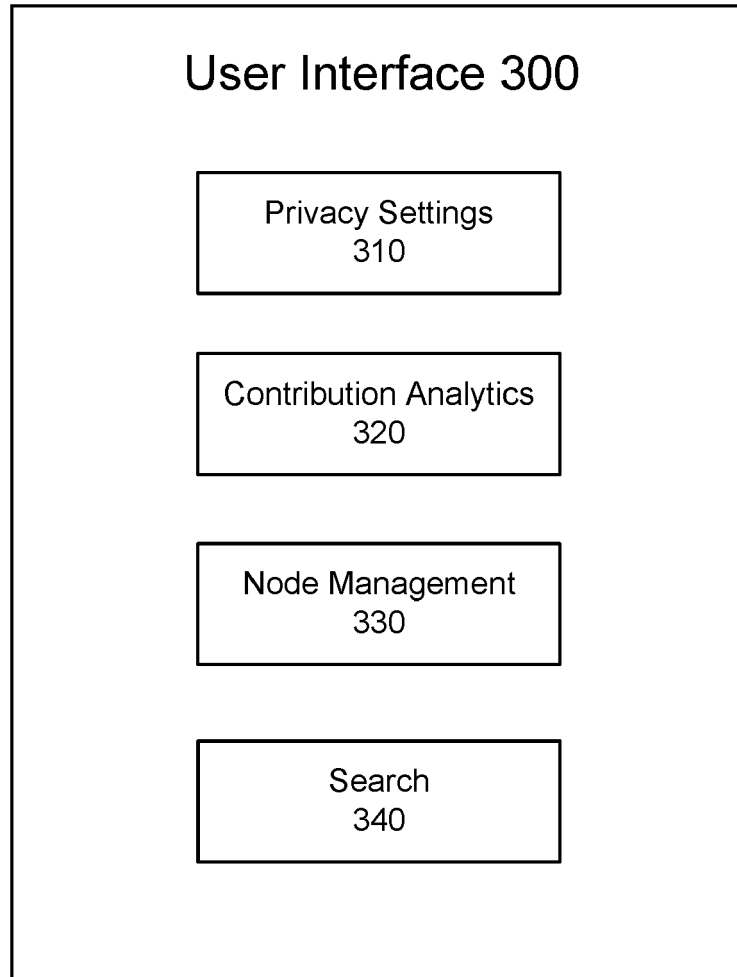 User Interface 300
Privacy Settings
310
Contribution Analytics
320
Node Management
330
Search
340